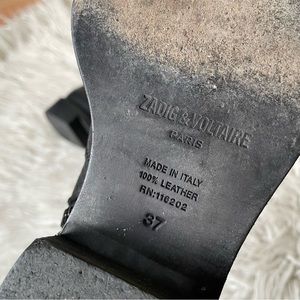 ZADIG & VOLTAIRE
PARIS
MADE IN ITALY
100% LEATHER
RN:116202
37